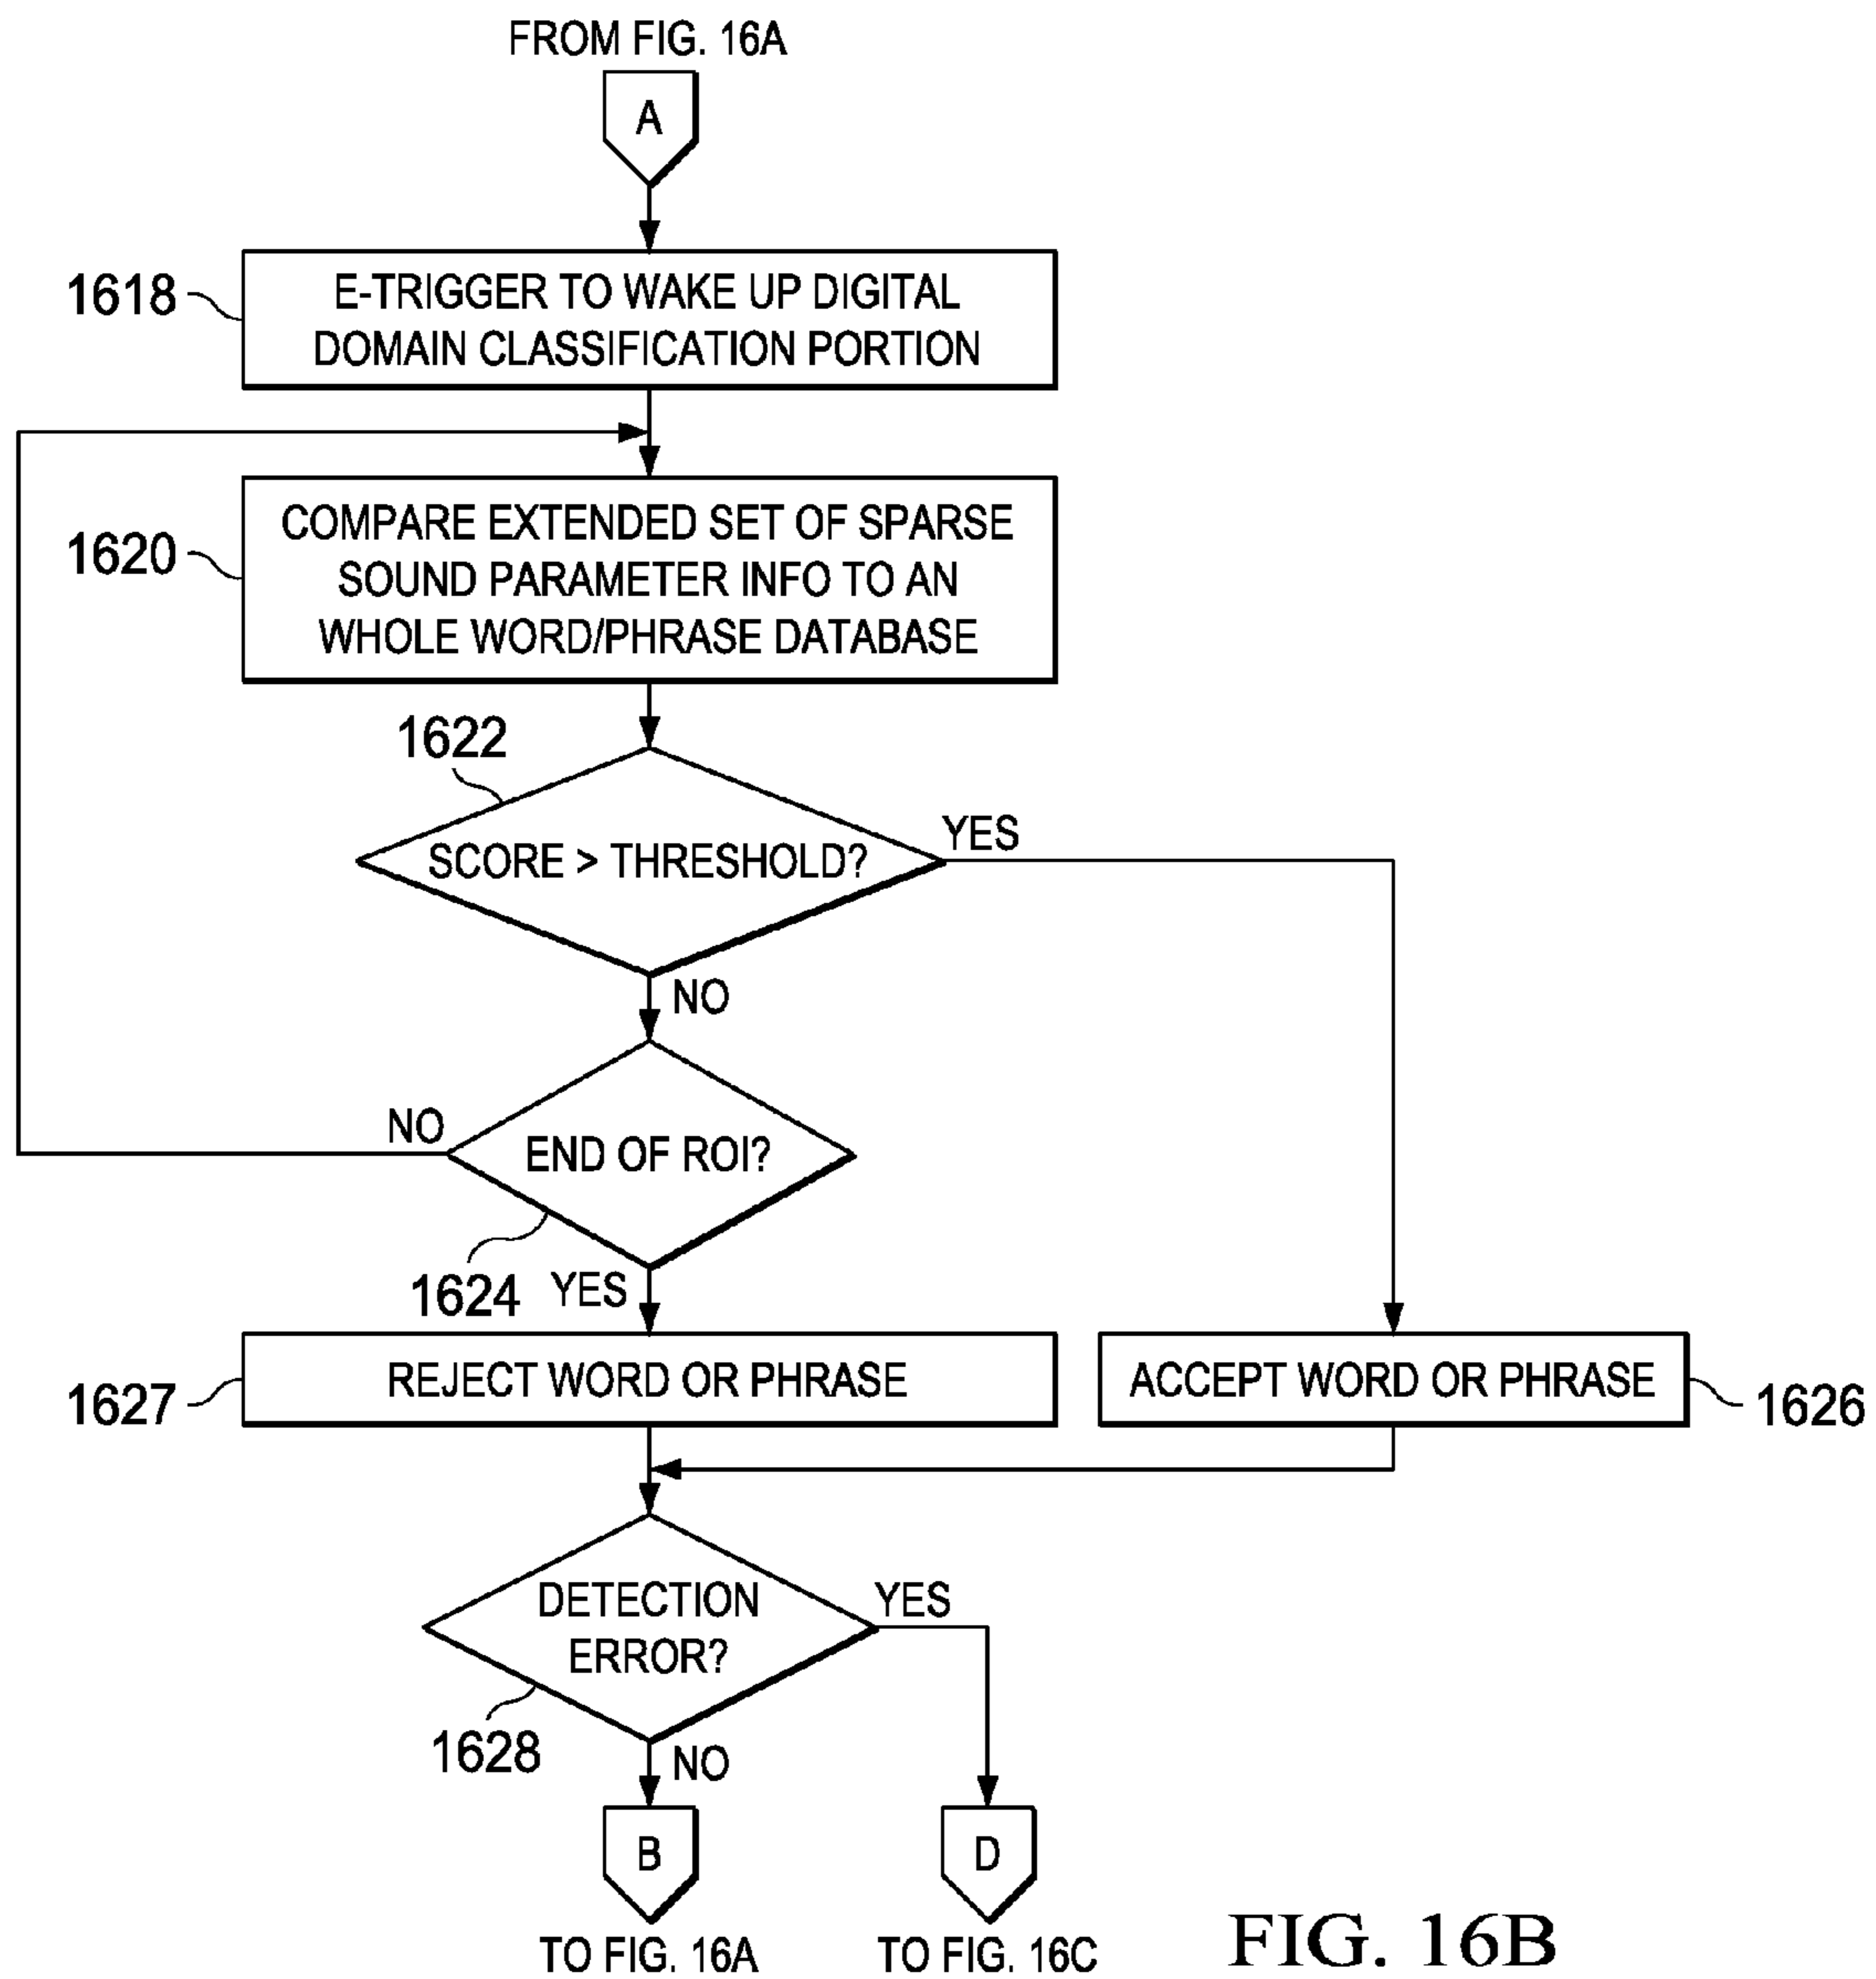 FROM FIG. 16A
A
1618
E-TRIGGER TO WAKE UP DIGITAL
DOMAIN CLASSIFICATION PORTION
1620
COMPARE EXTENDED SET OF SPARSE
SOUND PARAMETER INFO TO AN
WHOLE WORD/PHRASE DATABASE
1622
SCORE > THRESHOLD?
YES
NO
NO
END OF ROI?
1624
YES
1627
REJECT WORD OR PHRASE
ACCEPT WORD OR PHRASE
1626
DETECTION
ERROR?
YES
1628
NO
B
D
TO FIG. 16A
TO FIG. 16C
FIG. 16B